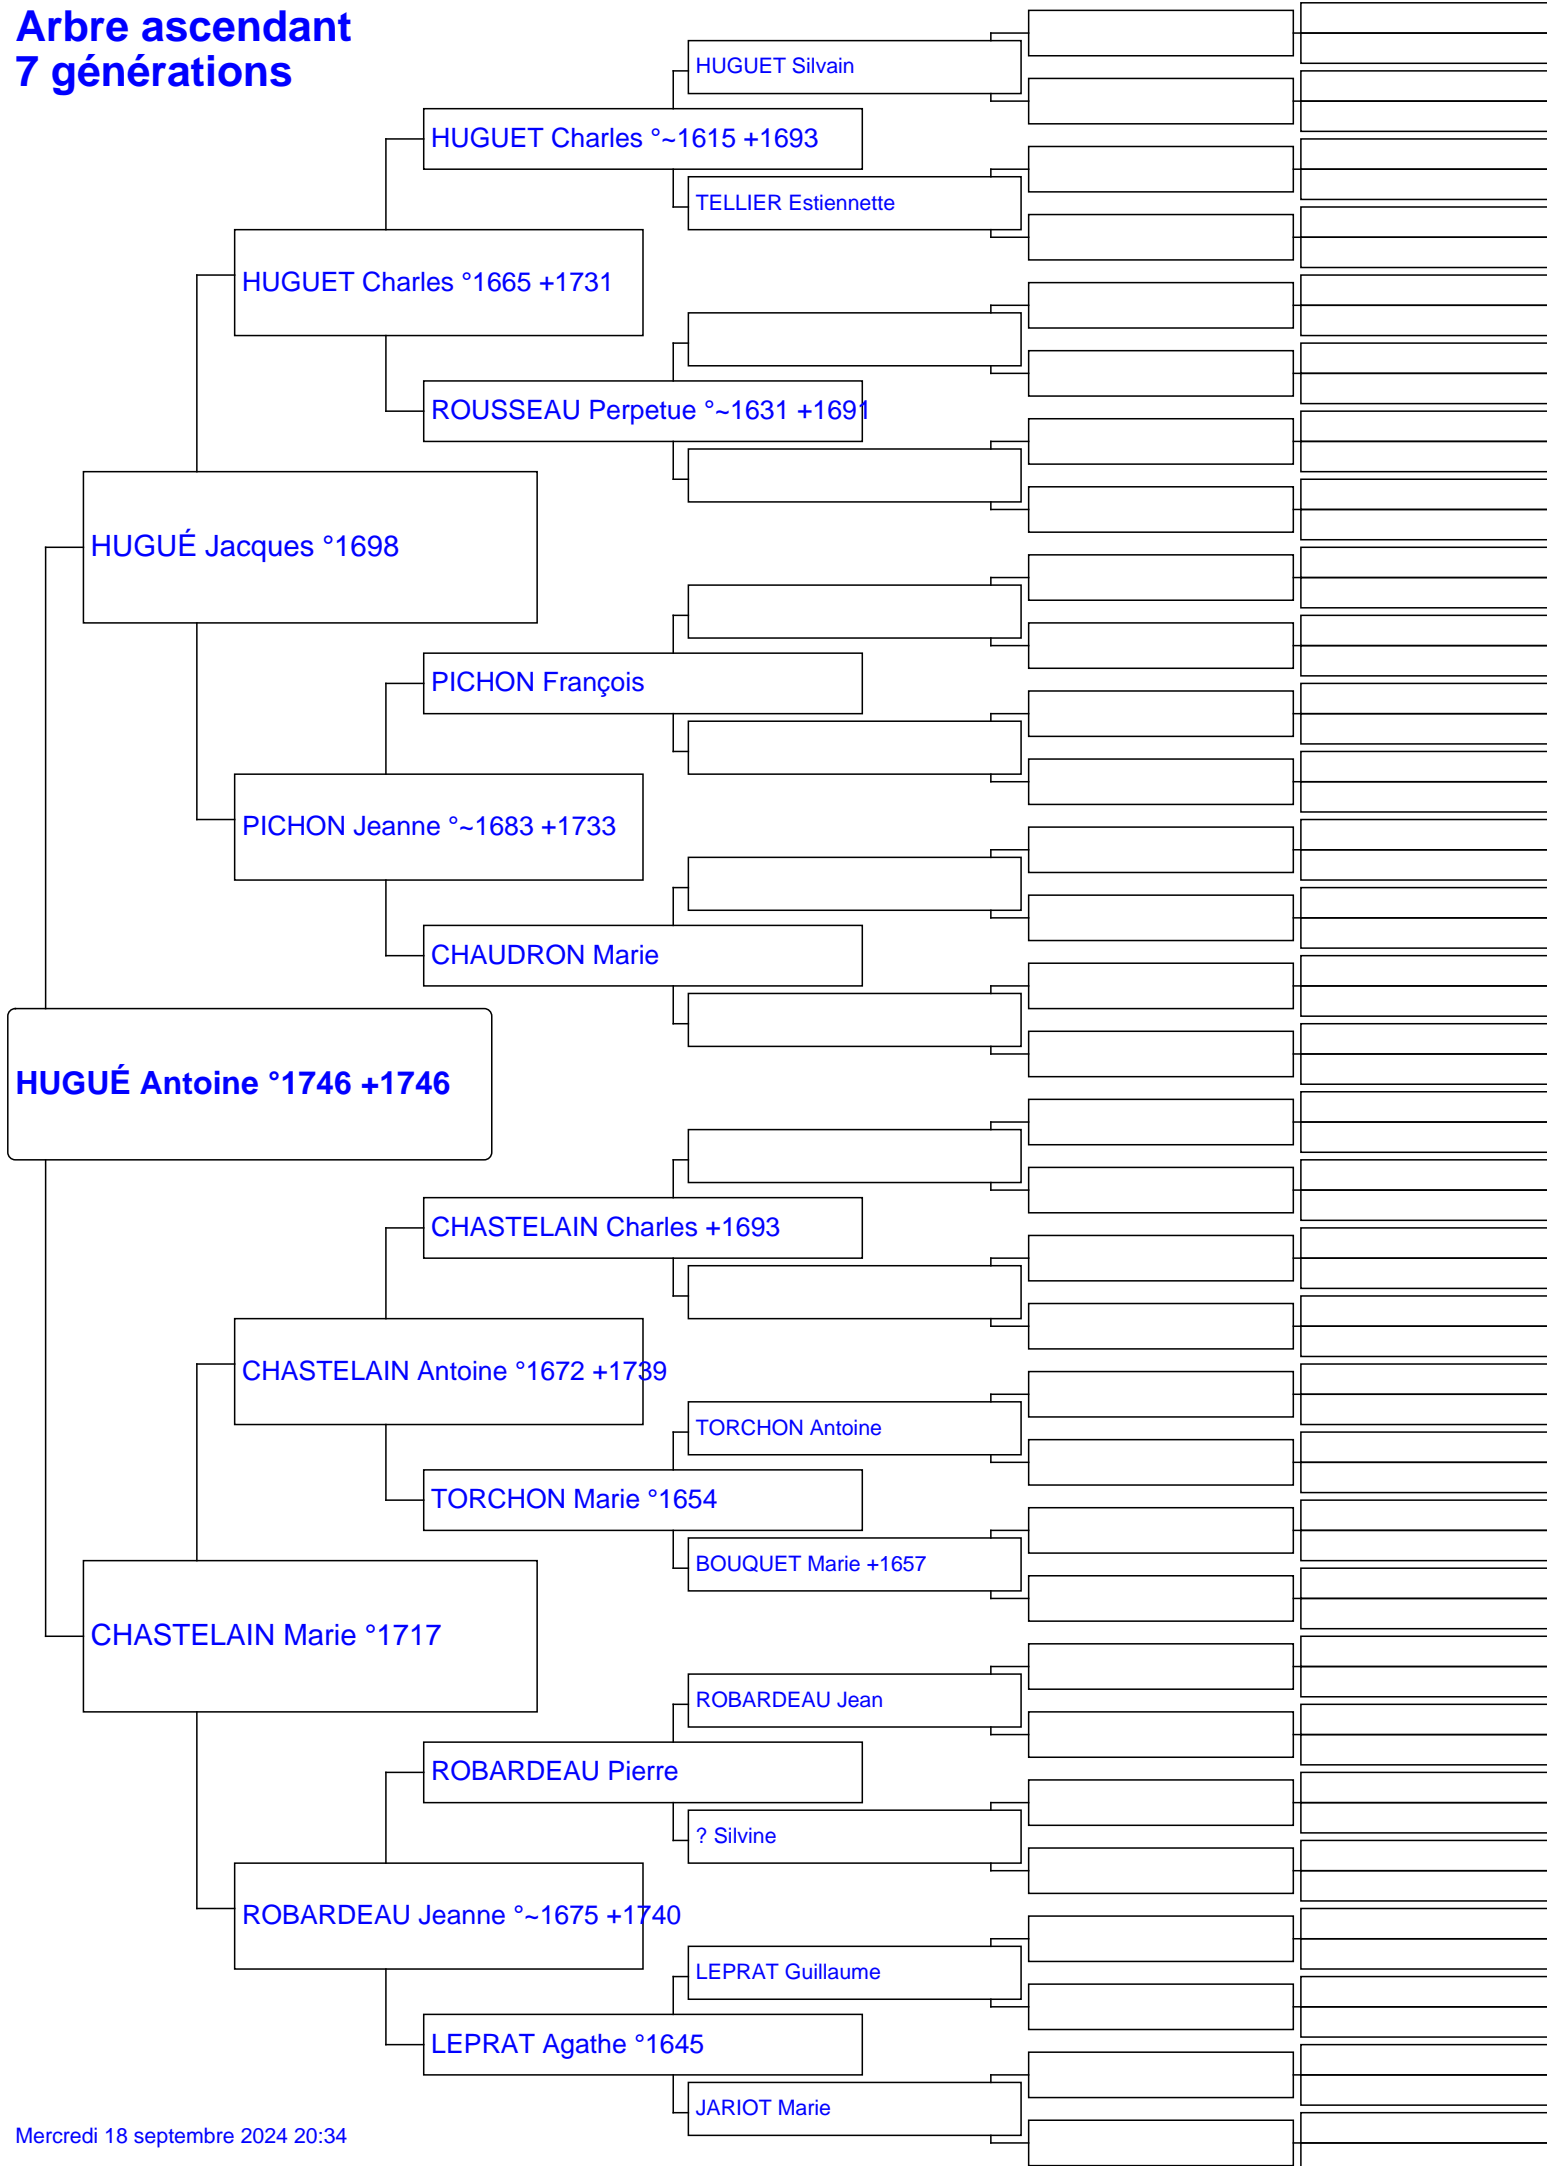 Arbre ascendant
7 générations
HUGUET Silvain
HUGUET Charles °~1615 +1693
TELLIER Estiennette
HUGUET Charles °1665 +1731
ROUSSEAU Perpetue °~1631 +1691
HUGUÉ Jacques °1698
PICHON François
PICHON Jeanne °~1683 +1733
CHAUDRON Marie
HUGUÉ Antoine °1746 +1746
CHASTELAIN Charles +1693
CHASTELAIN Antoine °1672 +1739
TORCHON Antoine
TORCHON Marie °1654
BOUQUET Marie +1657
CHASTELAIN Marie °1717
ROBARDEAU Jean
ROBARDEAU Pierre
? Silvine
ROBARDEAU Jeanne °~1675 +1740
LEPRAT Guillaume
LEPRAT Agathe °1645
JARIOT Marie
Mercredi 18 septembre 2024 20:34